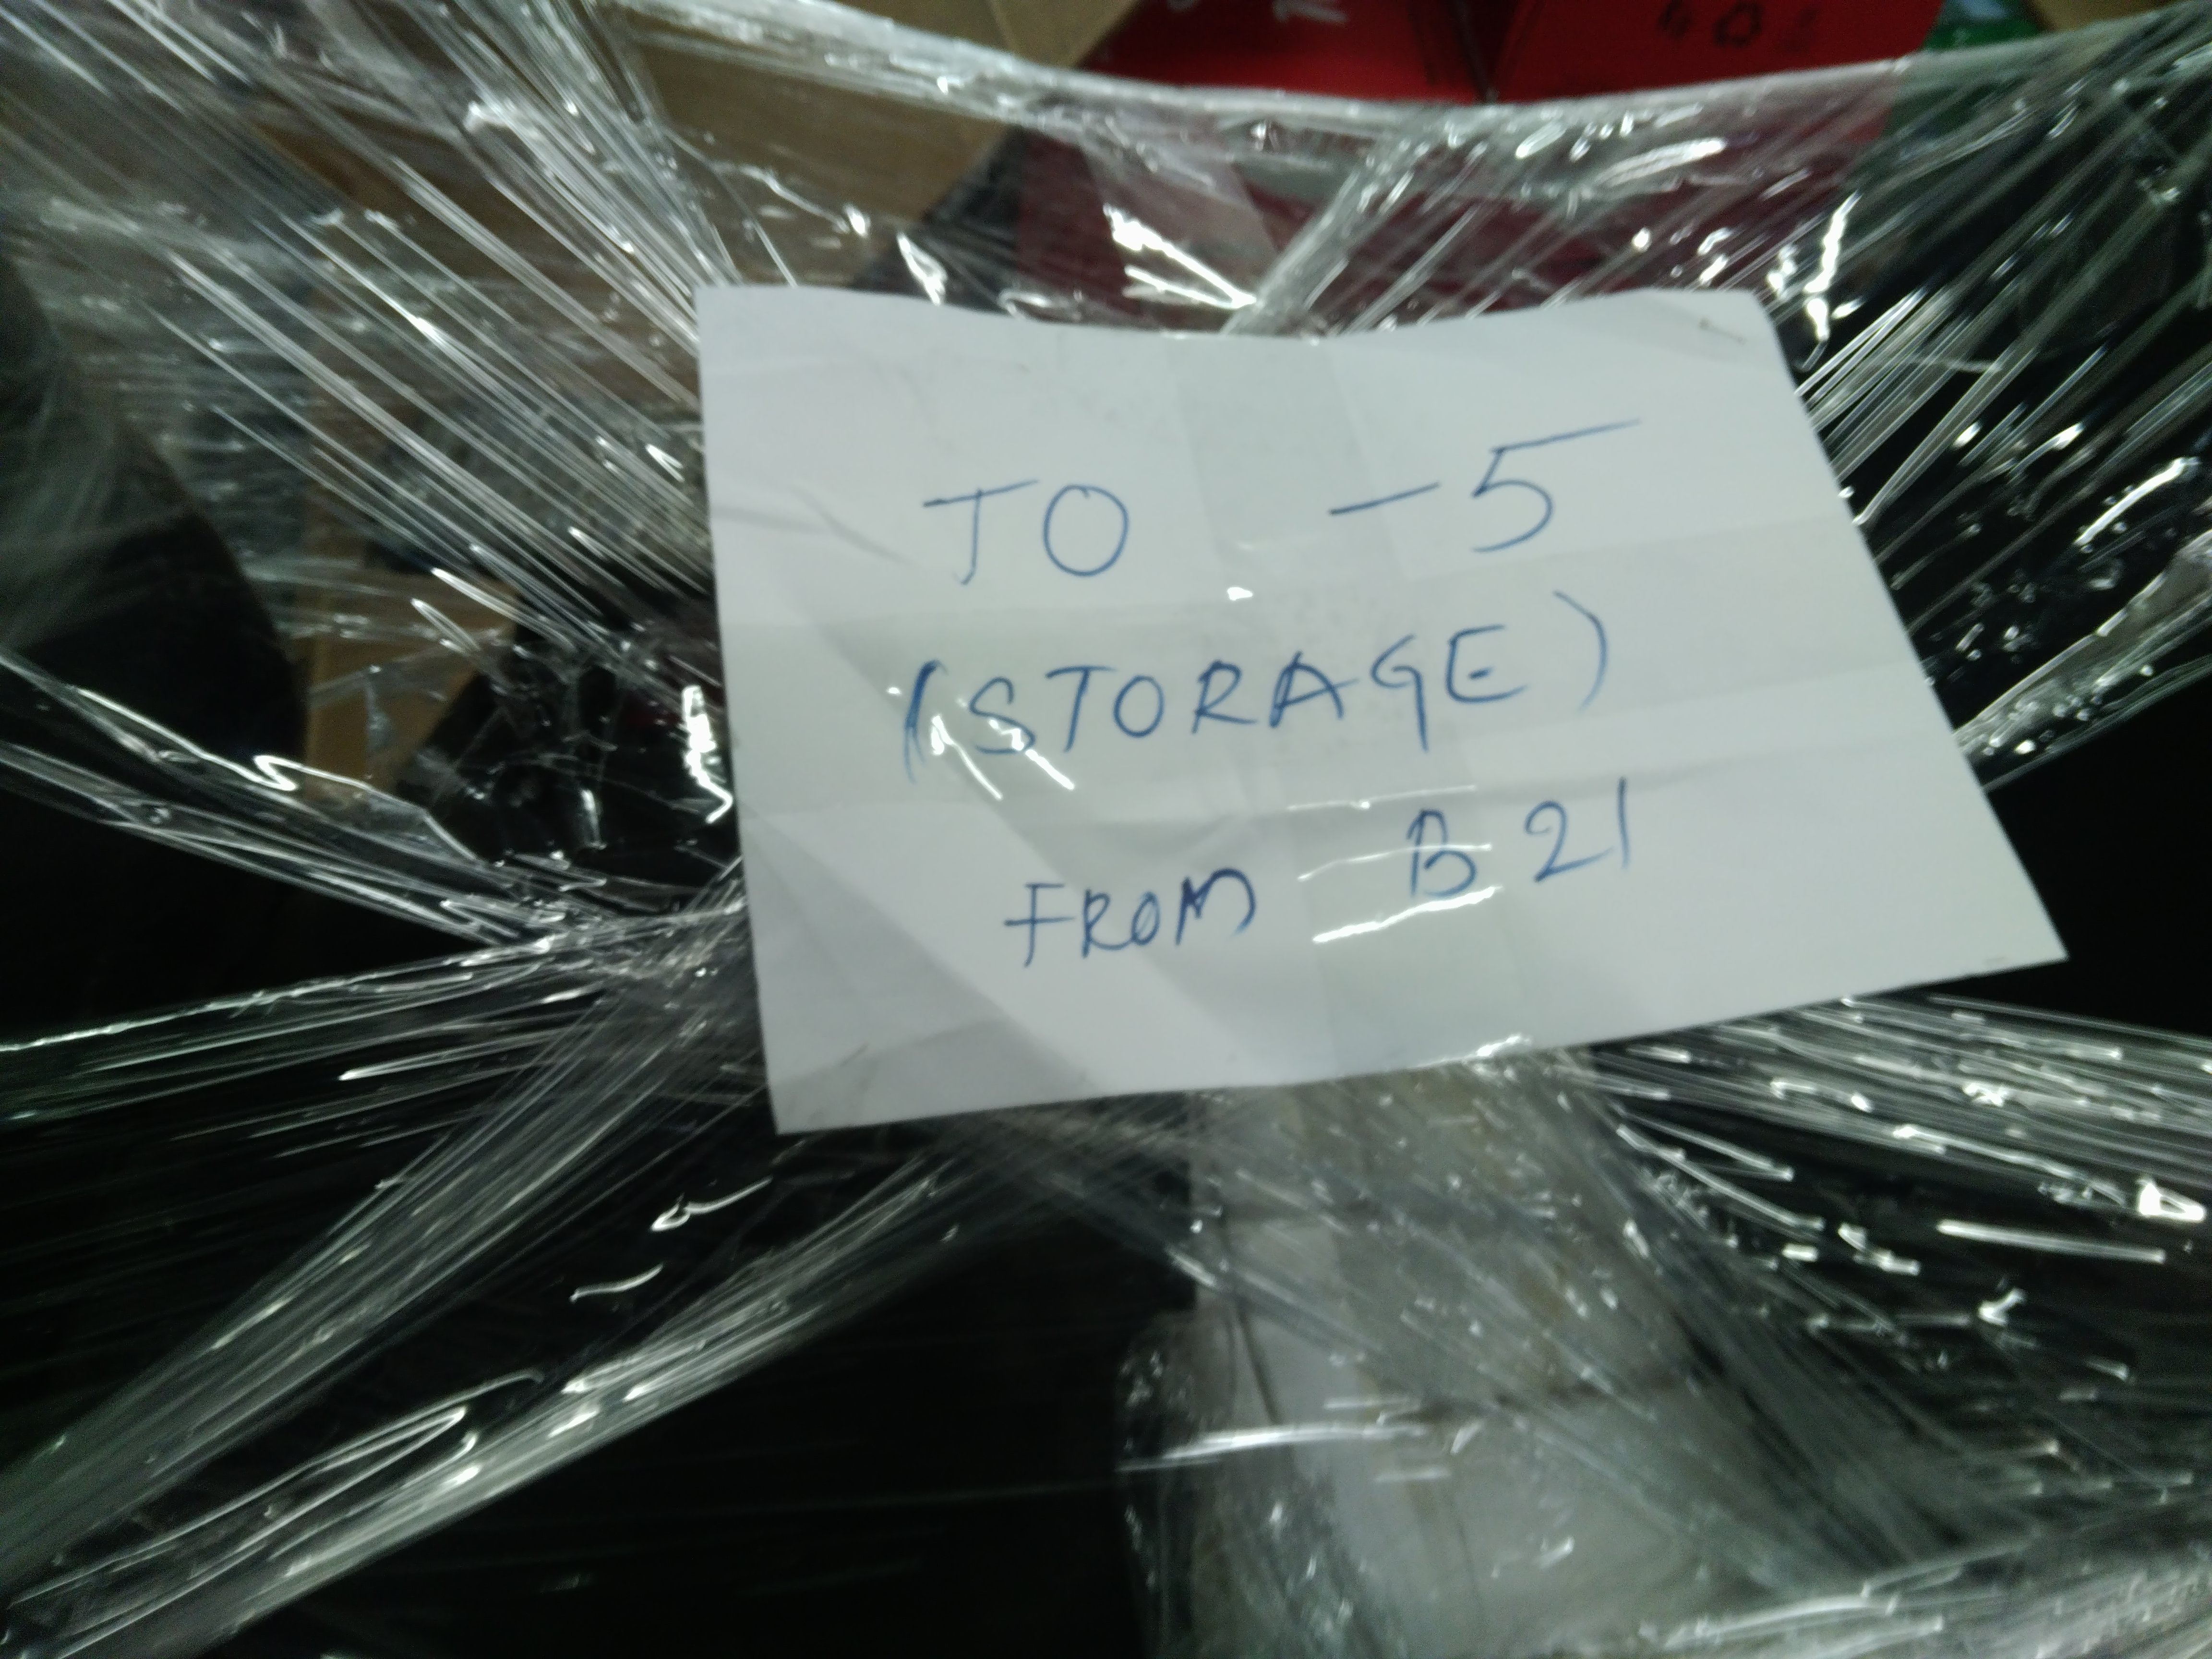 TO -5
(STORAGE)
FROM B21